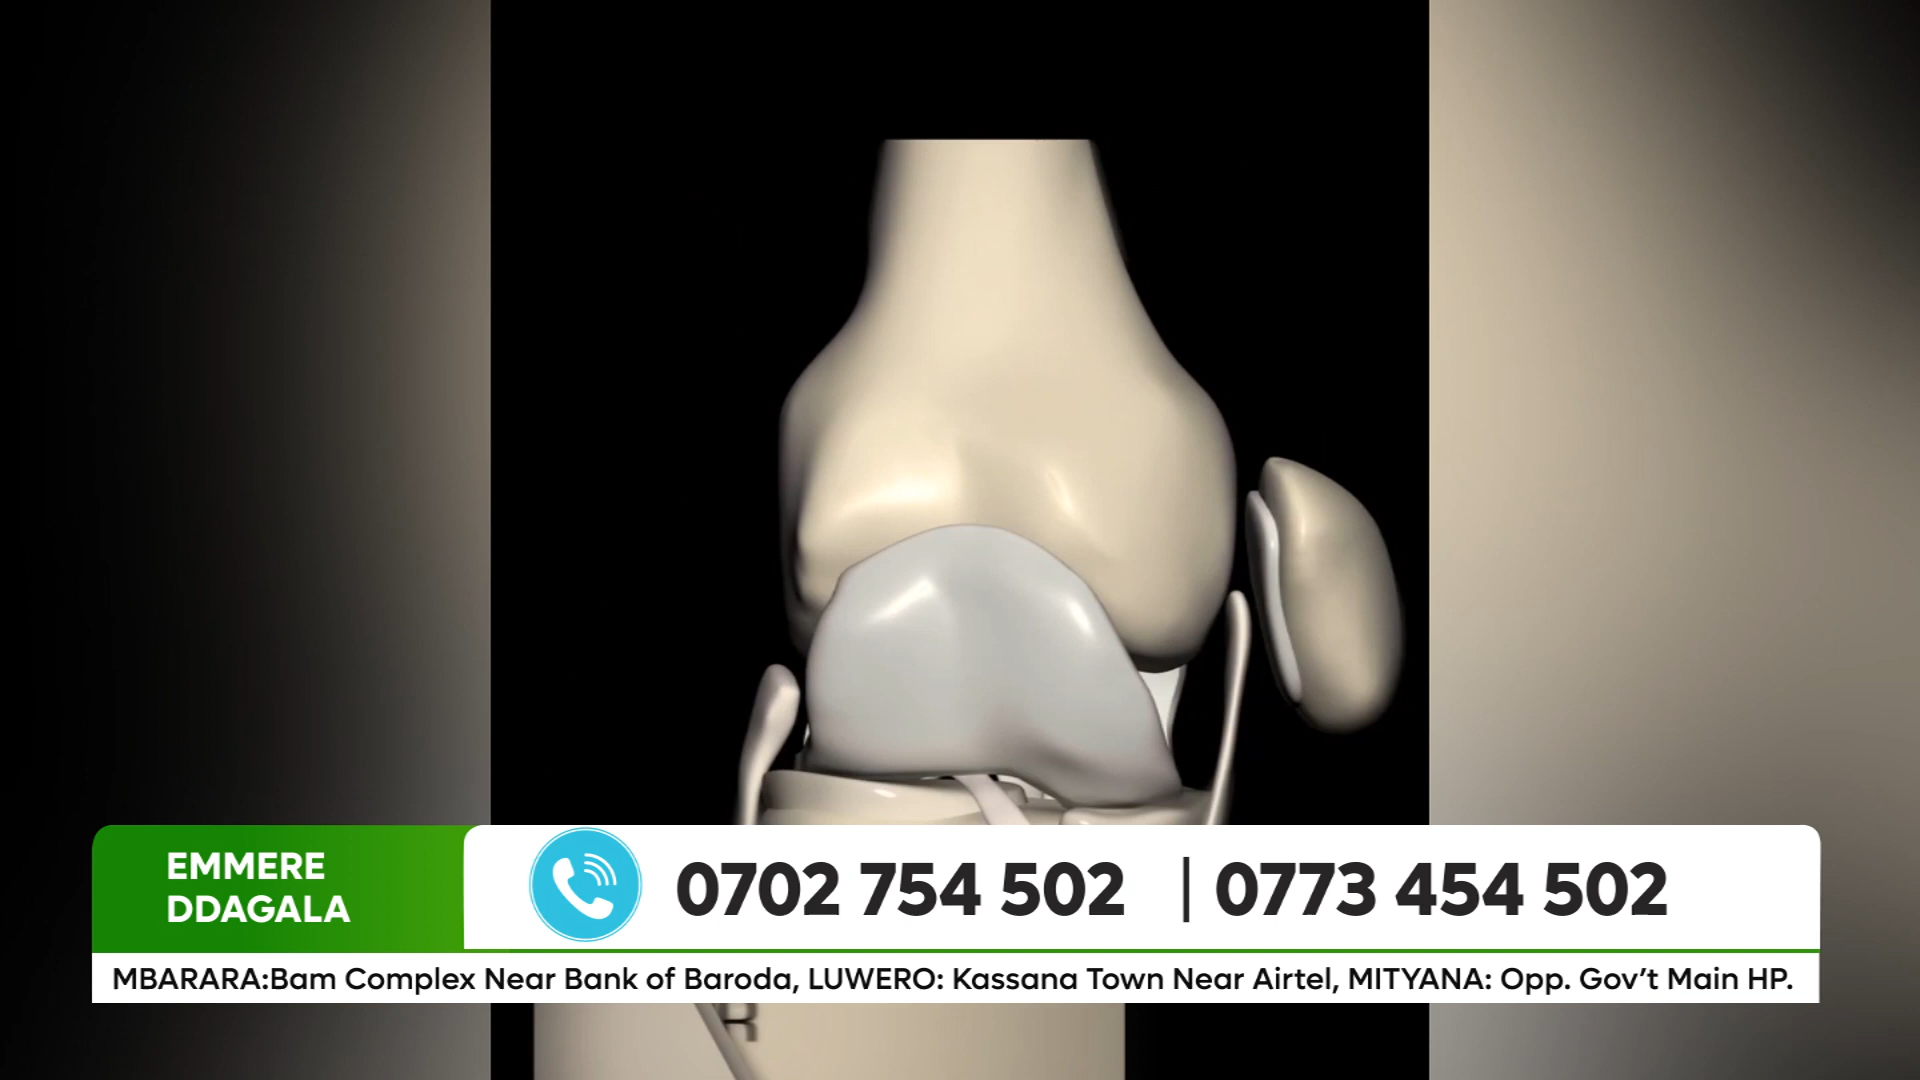 EMMERE
DDAGALA
0702 754 502 | 0773 454 502
MBARARA:Bam Complex Near Bank of Baroda, LUWERO: Kassana Town Near Airtel, MITYANA: Opp. Gov't Main HP.